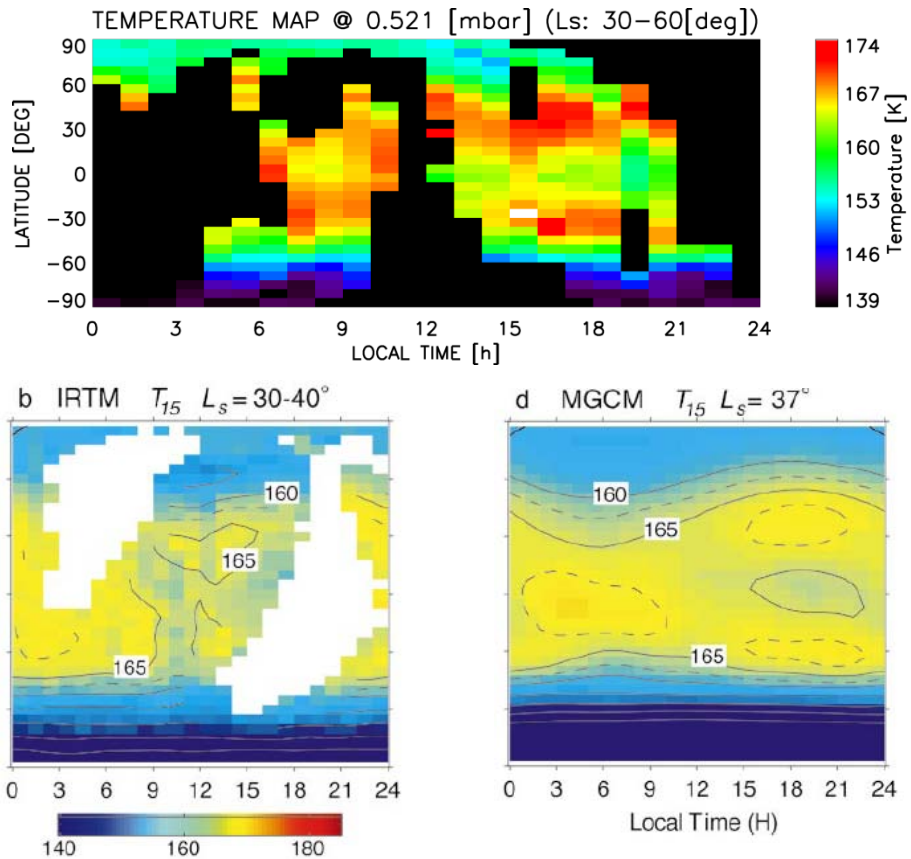 TEMPERATURE MAP @ 0.521 [mbar] (Ls: 30-60[deg])
90
60
30
0
-30
-60
-90
LATITUDE [DEG]
0 3 6 9 12 15 18 21 24
LOCAL TIME [h]
174
167
160
153
146
139
Temperature [K]
b IRTM T15 Ls = 30-40°
160
165
165
0 3 6 9 12 15 18 21 24
140 160 180
d MGCM T15 Ls = 37°
160
165
165
0 3 6 9 12 15 18 21 24
Local Time (H)